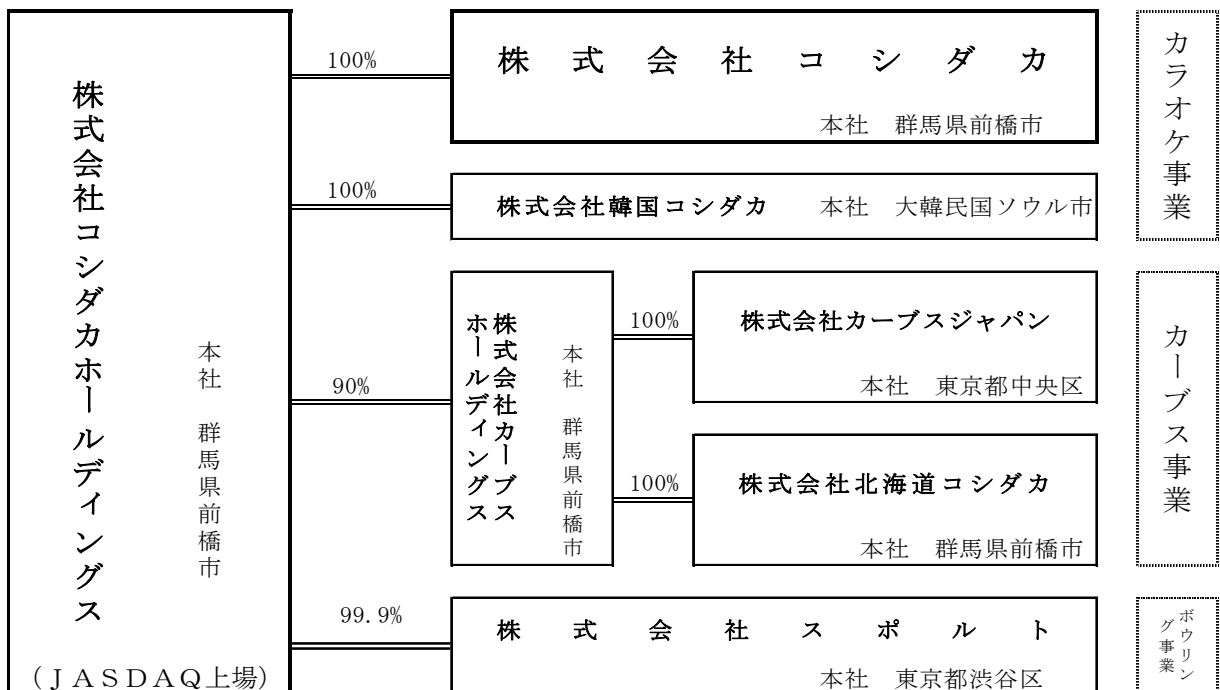 株式会社コシダカホールディングス
本社 群馬県前橋市
(JASDAQ上場)
100%
株式会社コシダカ
本社 群馬県前橋市
カラオケ事業
100%
株式会社韓国コシダカ 本社 大韓民国ソウル市
90%
株式会社カーブス
ホールディングス
本社 群馬県前橋市
100%
株式会社カーブスジャパン
本社 東京都中央区
カーブス事業
100%
株式会社北海道コシダカ
本社 群馬県前橋市
99.9%
株式会社スポルト
本社 東京都渋谷区
ボウリン
グ事業